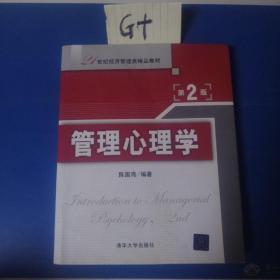 G+
21世纪经济管理类精品教材
第2版
管理心理学
陈国海/编著
Introduction to Managerial
Psychology, 2nd
清华大学出版社